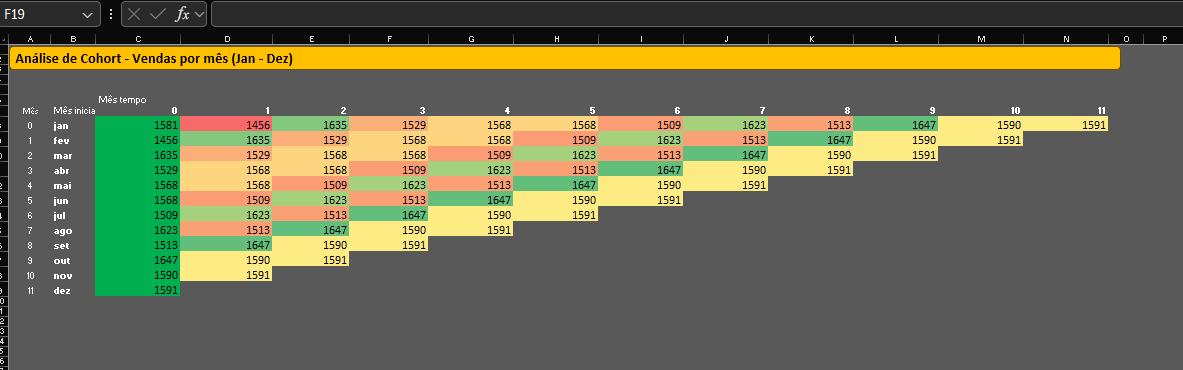 F19
fx
A B C D E F G H I J K L M N O P
Análise de Cohort - Vendas por mês (Jan - Dez)
Mês tempo
Mês Mês inicia 0 1 2 3 4 5 6 7 8 9 10 11
0 jan 1581 1456 1635 1529 1568 1568 1509 1623 1513 1647 1590 1591
1 fev 1456 1635 1529 1568 1568 1509 1623 1513 1647 1590 1591
2 mar 1635 1529 1568 1568 1509 1623 1513 1647 1590 1591
3 abr 1529 1568 1568 1509 1623 1513 1647 1590 1591
4 mai 1568 1568 1509 1623 1513 1647 1590 1591
5 jun 1568 1509 1623 1513 1647 1590 1591
6 jul 1509 1623 1513 1647 1590 1591
7 ago 1623 1513 1647 1590 1591
8 set 1513 1647 1590 1591
9 out 1647 1590 1591
10 nov 1590 1591
11 dez 1591